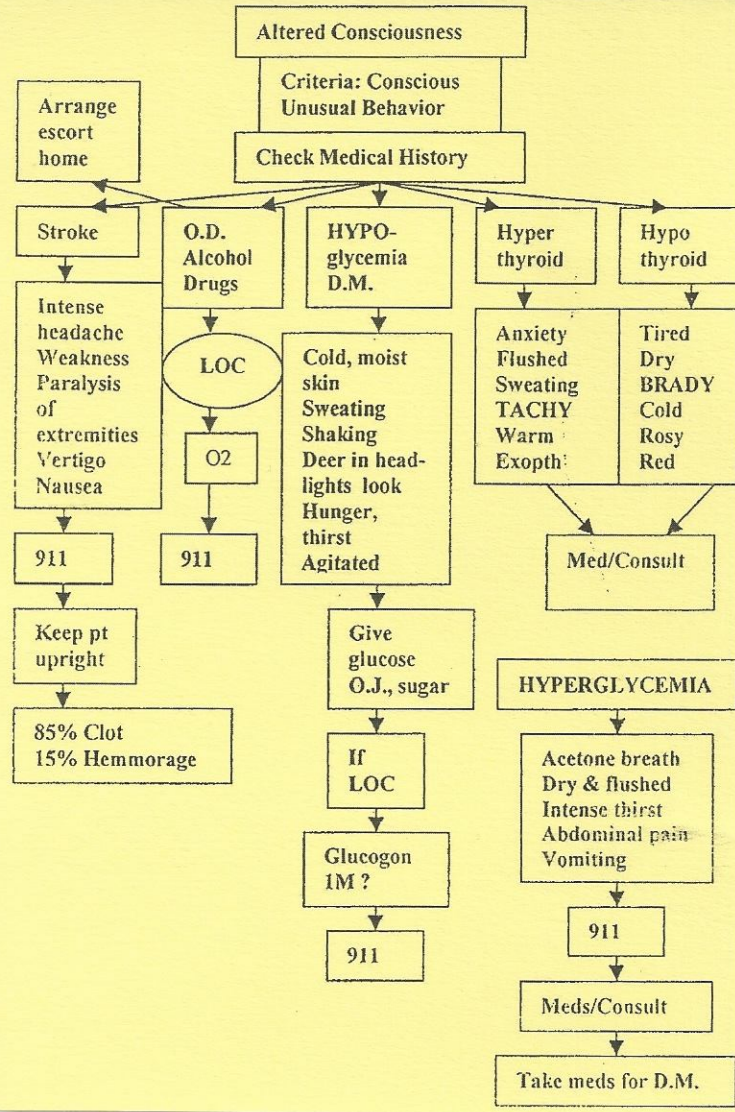 Altered Consciousness
Criteria: Conscious
Unusual Behavior
Check Medical History
Arrange
escort
home
Stroke
Intense
headache
Weakness
Paralysis
of
extremities
Vertigo
Nausea
911
Keep pt
upright
85% Clot
15% Hemmorage
O.D.
Alcohol
Drugs
LOC
O2
911
HYPO-
glycemia
D.M.
Cold, moist
skin
Sweating
Shaking
Deer in head-
lights look
Hunger,
thirst
Agitated
Give
glucose
O.J., sugar
If
LOC
Glucogon
1M ?
911
Hyper
thyroid
Anxiety
Flushed
Sweating
TACHY
Warm
Exopth
Hypo
thyroid
Tired
Dry
BRADY
Cold
Rosy
Red
Med/Consult
HYPERGLYCEMIA
Acetone breath
Dry & flushed
Intense thirst
Abdominal pain
Vomiting
911
Meds/Consult
Take meds for D.M.